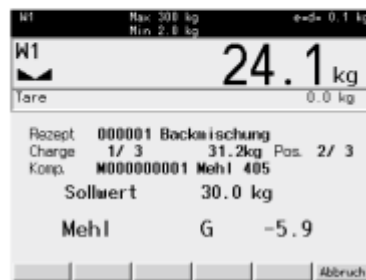 W1 Max 300 kg e=d= 0.1 kg
Min 2.0 kg
W1
24.1 kg
Tare 0.0 kg
Rezept 000001 Backmischung
Charge 1/ 3 31.2kg Pos. 2/ 3
Komp. M000000001 Mehl 405
Sollwert 30.0 kg
Mehl G -5.9
Abbruch